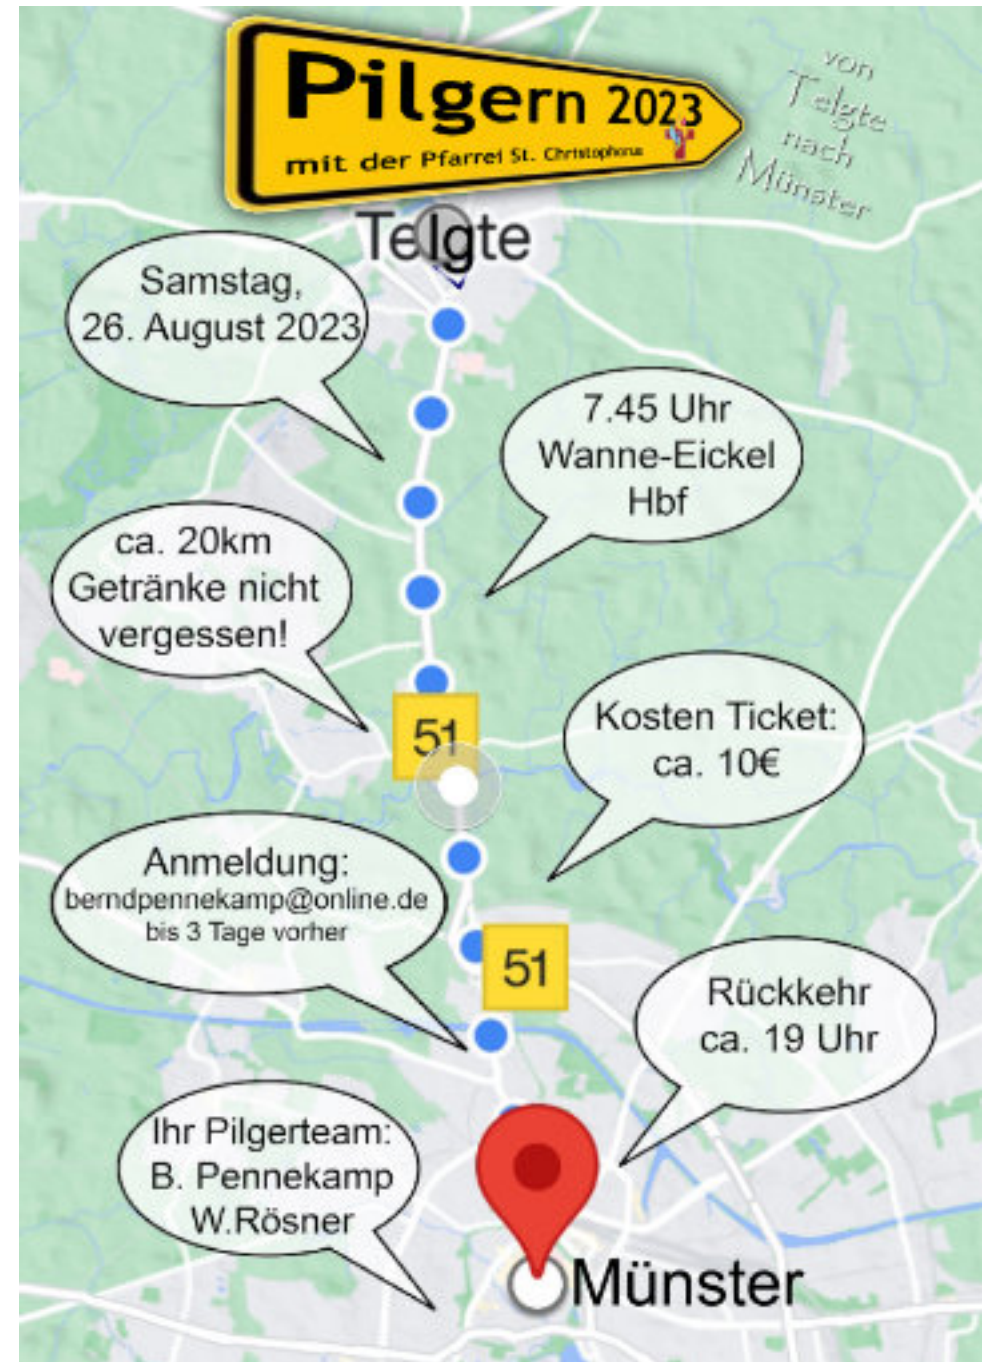 Pilgern 2023
mit der Pfarrei St. Christophorus
von
Telgte
nach
Münster
Telgte
Samstag,
26. August 2023
7.45 Uhr
Wanne-Eickel
Hbf
ca. 20km
Getränke nicht
vergessen!
51
Kosten Ticket:
ca. 10€
Anmeldung:
berndpennekamp@online.de
bis 3 Tage vorher
51
Rückkehr
ca. 19 Uhr
Ihr Pilgerteam:
B. Pennekamp
W.Rösner
Münster